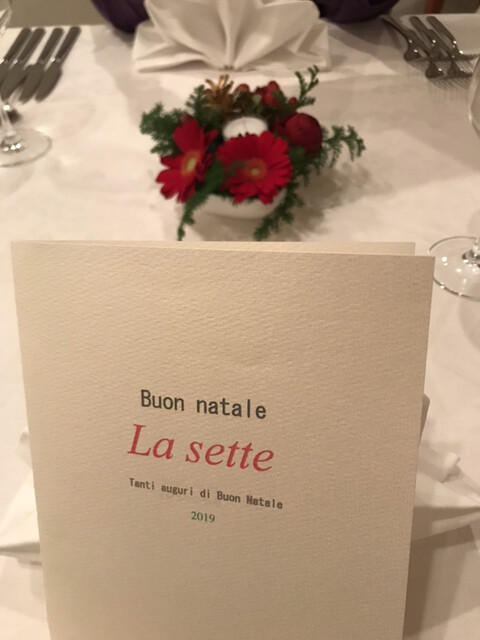 Buon natale
La sette
Tanti auguri di Buon Natale
2019